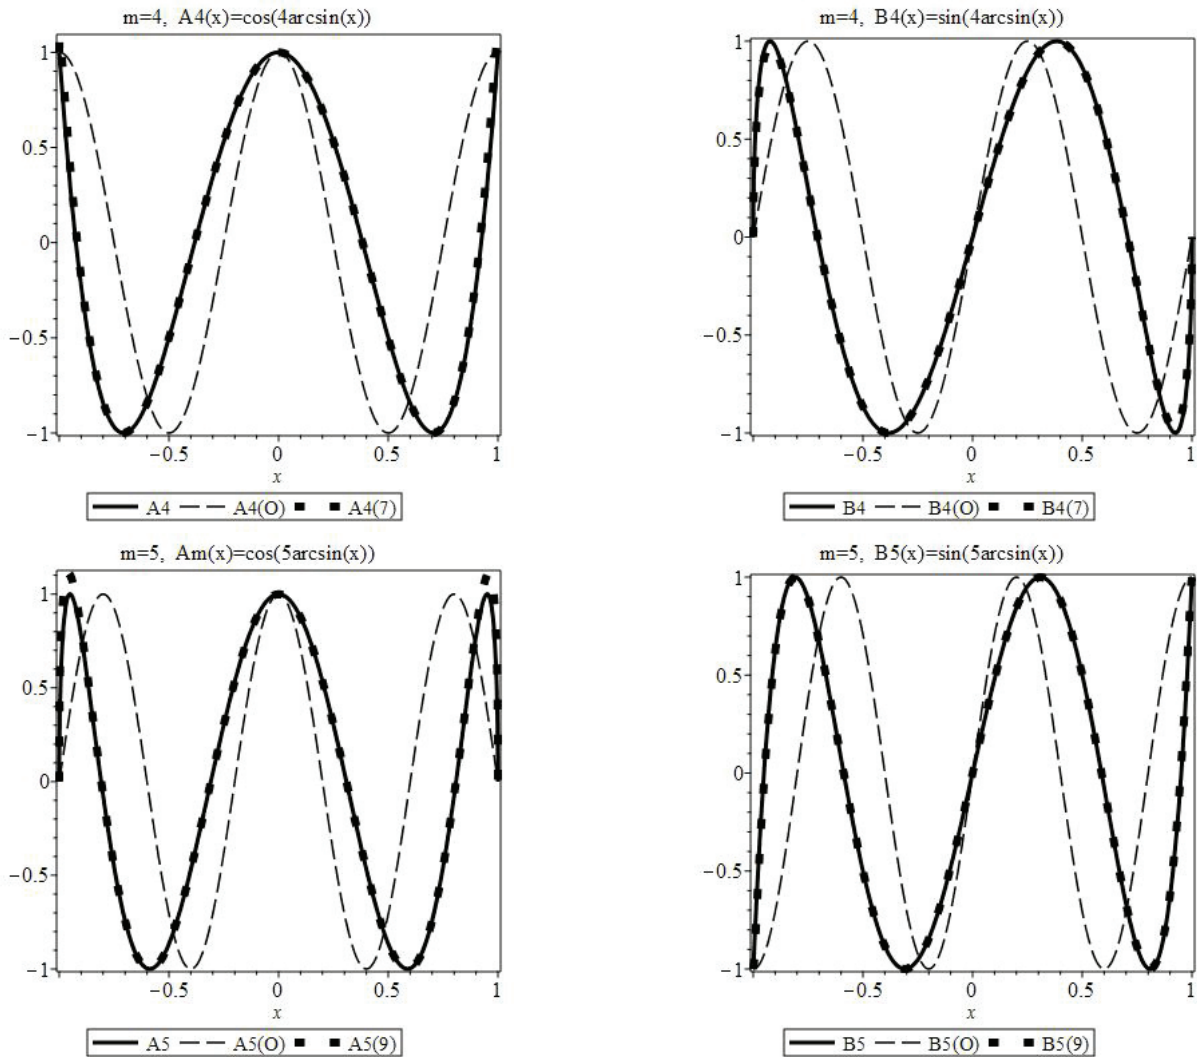 m=4, A4(x)=cos(4arcsin(x))
1
0.5
0
−0.5
−1
−0.5 0 0.5 1
x
A4 A4(O) A4(7)
m=4, B4(x)=sin(4arcsin(x))
1
0.5
0
−0.5
−1
−0.5 0 0.5 1
x
B4 B4(O) B4(7)
m=5, Am(x)=cos(5arcsin(x))
1
0.5
0
−0.5
−1
−0.5 0 0.5 1
x
A5 A5(O) A5(9)
m=5, B5(x)=sin(5arcsin(x))
1
0.5
0
−0.5
−1
−0.5 0 0.5 1
x
B5 B5(O) B5(9)